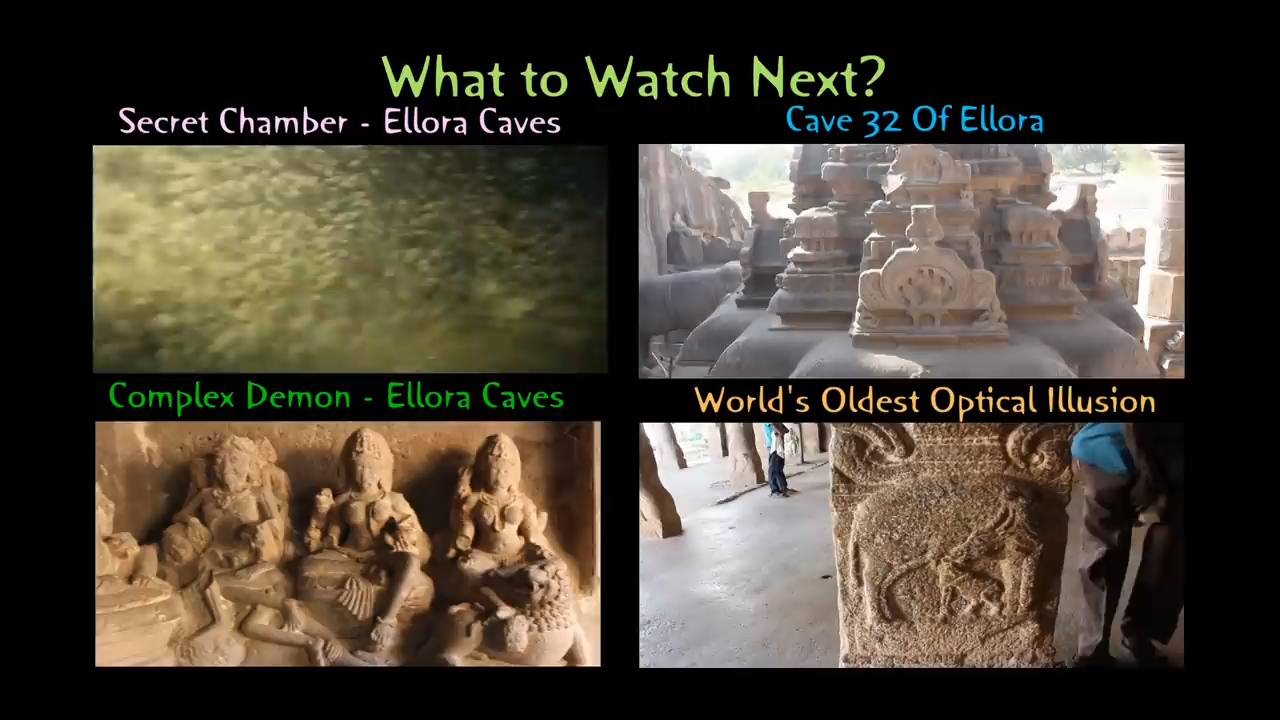 What to Watch Next?
Secret Chamber - Ellora Caves
Cave 32 Of Ellora
Complex Demon - Ellora Caves
World's Oldest Optical Illusion